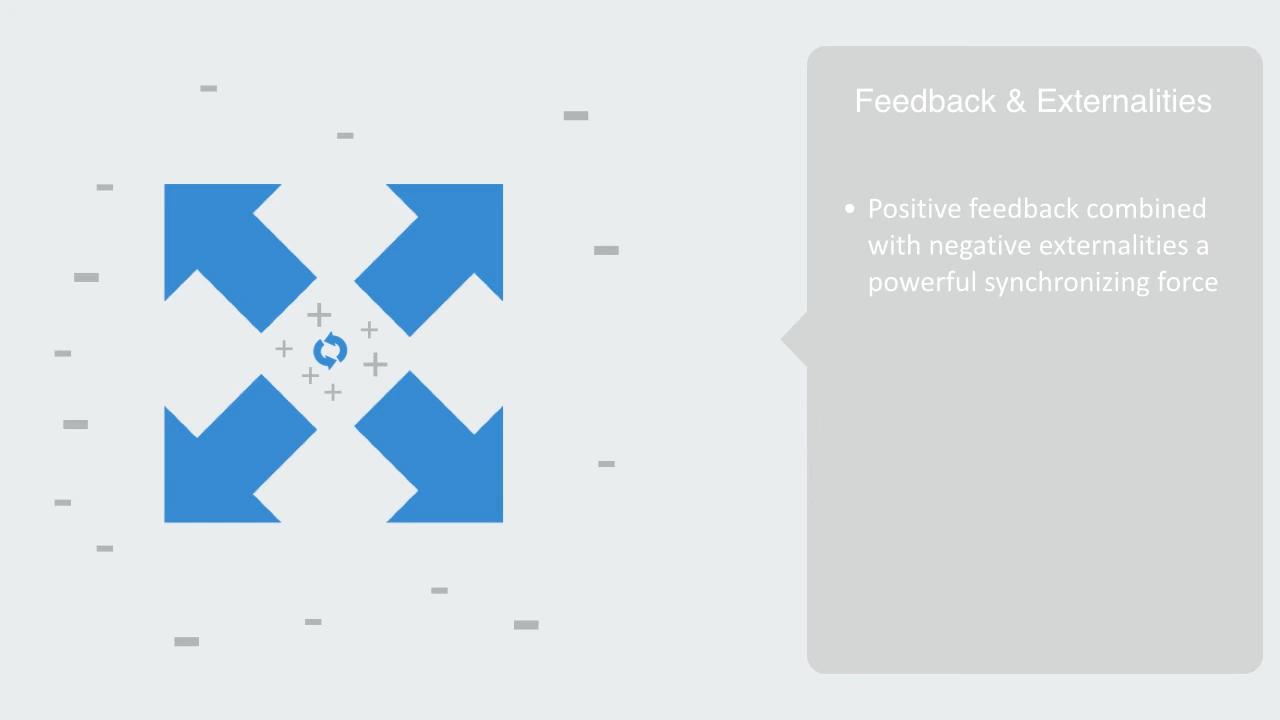 Feedback & Externalities
• Positive feedback combined
with negative externalities a
powerful synchronizing force